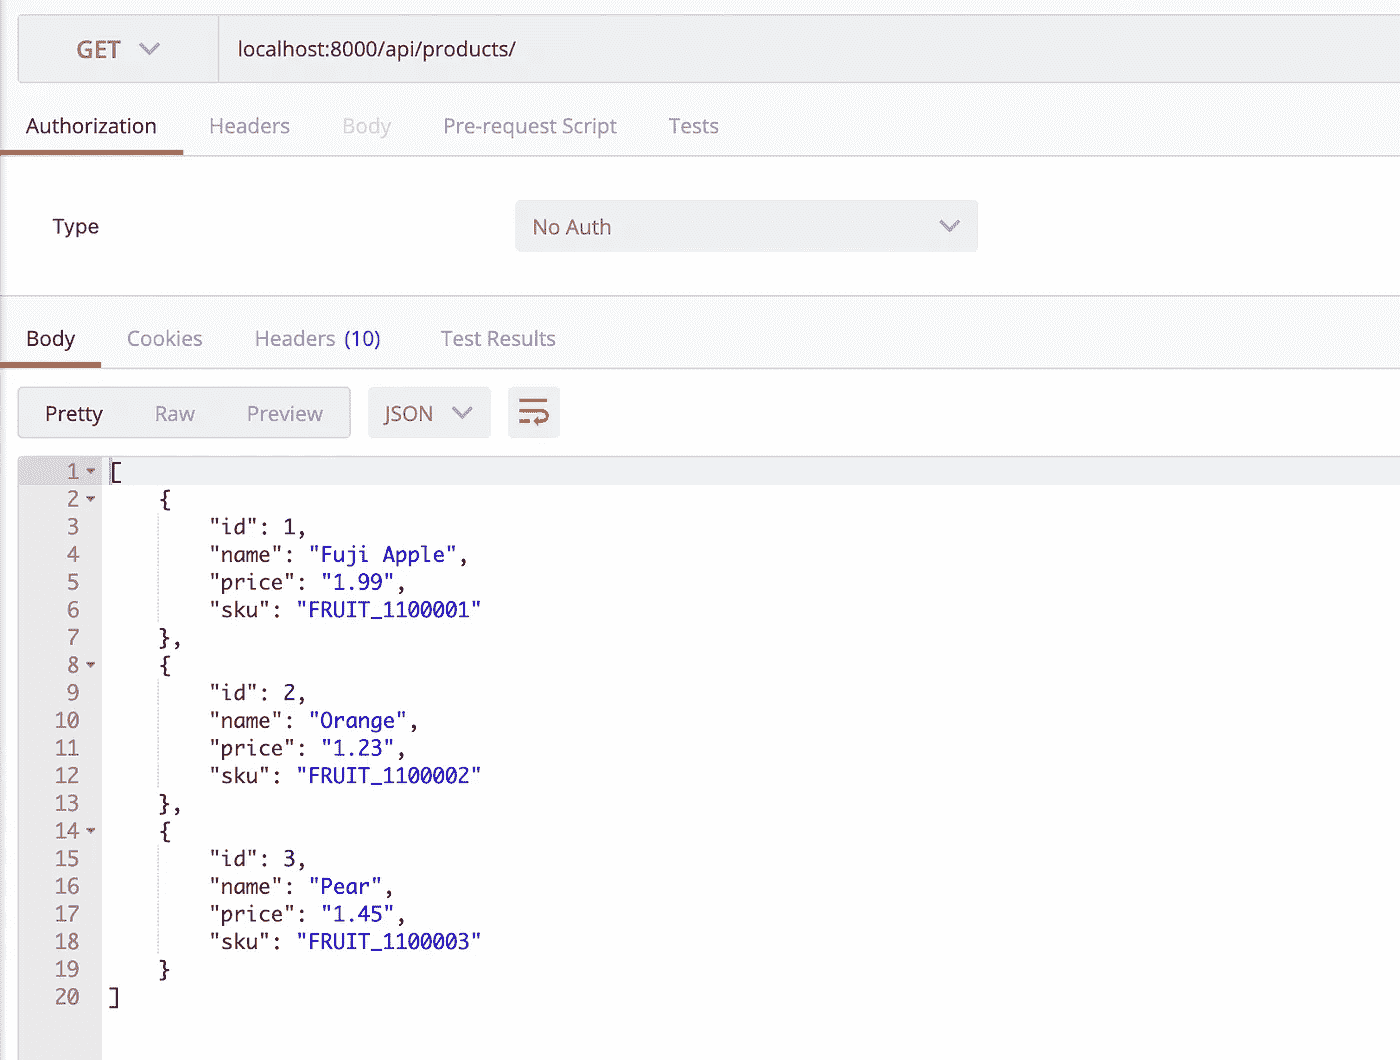 GET localhost:8000/api/products/
Authorization Headers Body Pre-request Script Tests
Type No Auth
Body Cookies Headers (10) Test Results
Pretty Raw Preview JSON
1 [
2 {
3 "id": 1,
4 "name": "Fuji Apple",
5 "price": "1.99",
6 "sku": "FRUIT_1100001"
7 },
8 {
9 "id": 2,
10 "name": "Orange",
11 "price": "1.23",
12 "sku": "FRUIT_1100002"
13 },
14 {
15 "id": 3,
16 "name": "Pear",
17 "price": "1.45",
18 "sku": "FRUIT_1100003"
19 }
20 ]